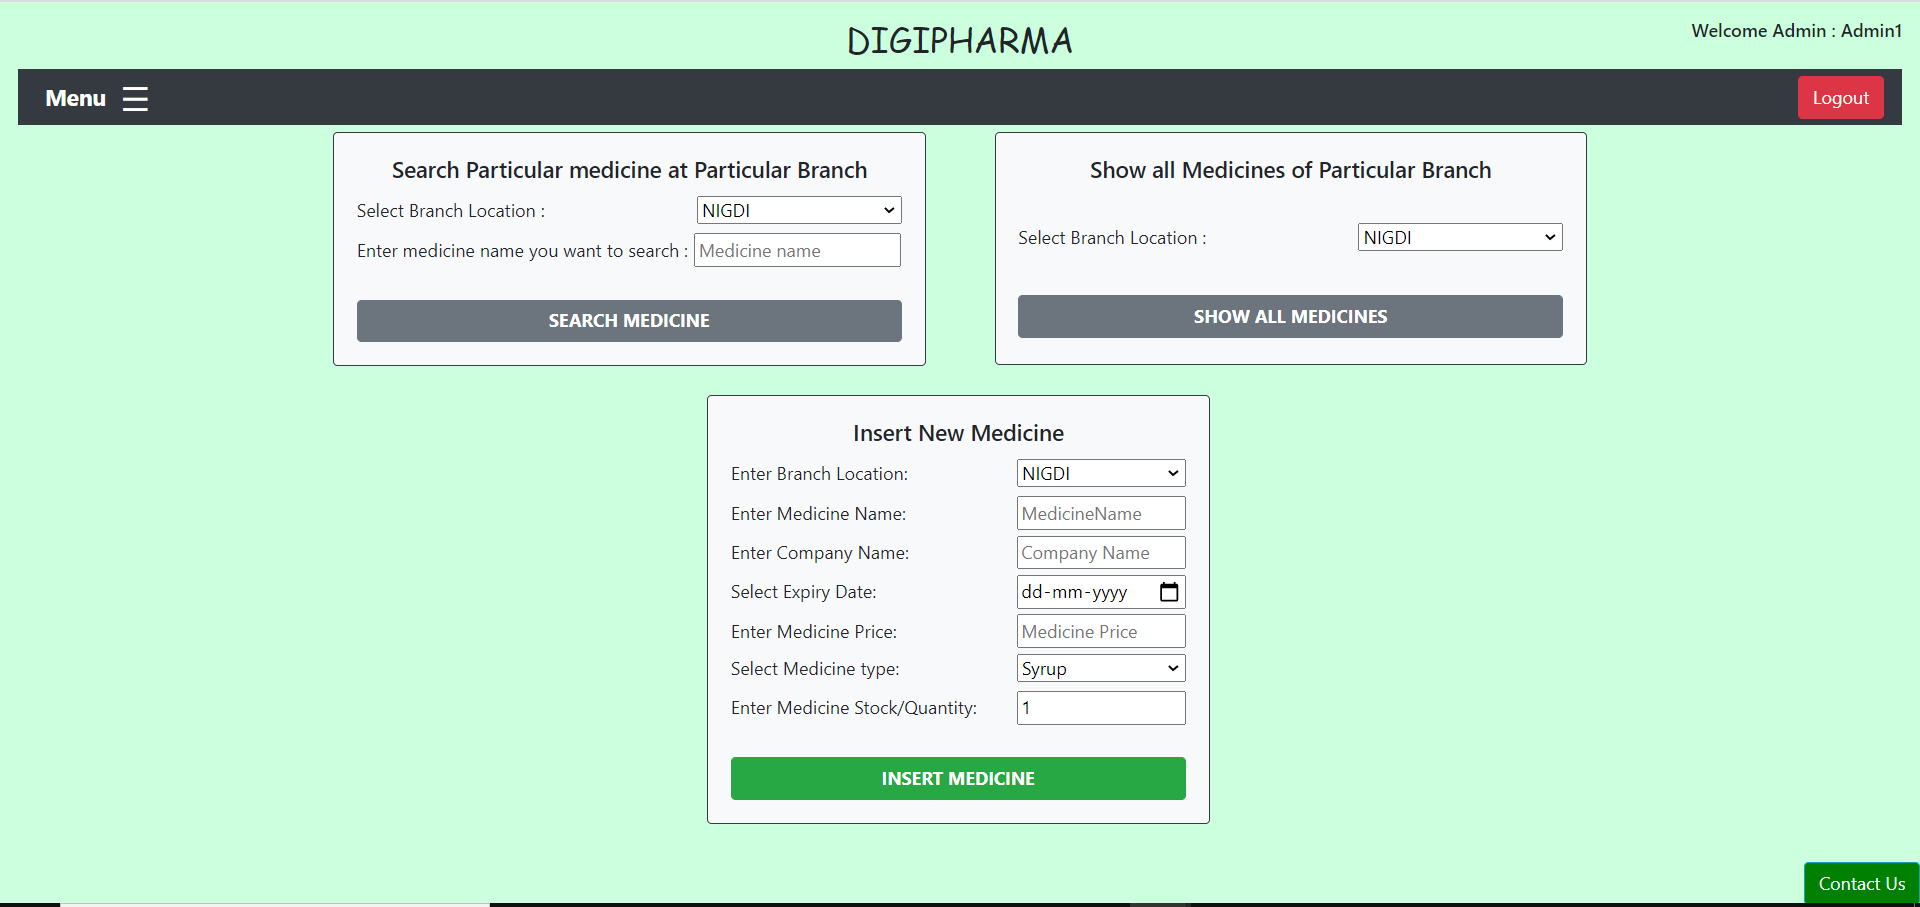 DIGIPHARMA
Welcome Admin : Admin1
Menu
Logout
Search Particular medicine at Particular Branch
Select Branch Location :
NIGDI
Enter medicine name you want to search :
Medicine name
SEARCH MEDICINE
Show all Medicines of Particular Branch
Select Branch Location :
NIGDI
SHOW ALL MEDICINES
Insert New Medicine
Enter Branch Location:
NIGDI
Enter Medicine Name:
MedicineName
Enter Company Name:
Company Name
Select Expiry Date:
dd-mm-yyyy
Enter Medicine Price:
Medicine Price
Select Medicine type:
Syrup
Enter Medicine Stock/Quantity:
1
INSERT MEDICINE
Contact Us